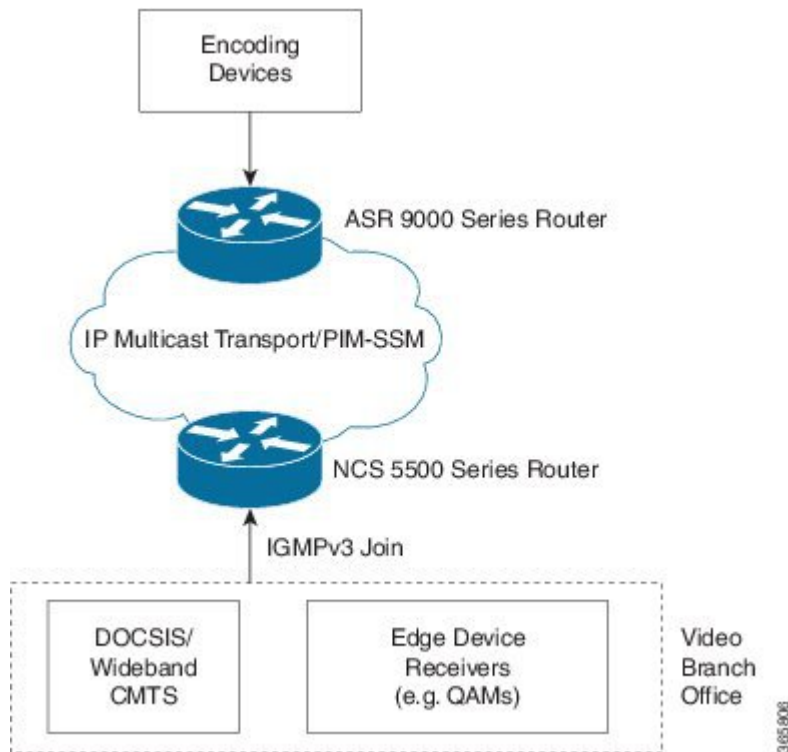 Encoding
Devices
ASR 9000 Series Router
IP Multicast Transport/PIM-SSM
NCS 5500 Series Router
IGMPv3 Join
DOCSIS/
Wideband
CMTS
Edge Device
Receivers
(e.g. QAMs)
Video
Branch
Office
365806